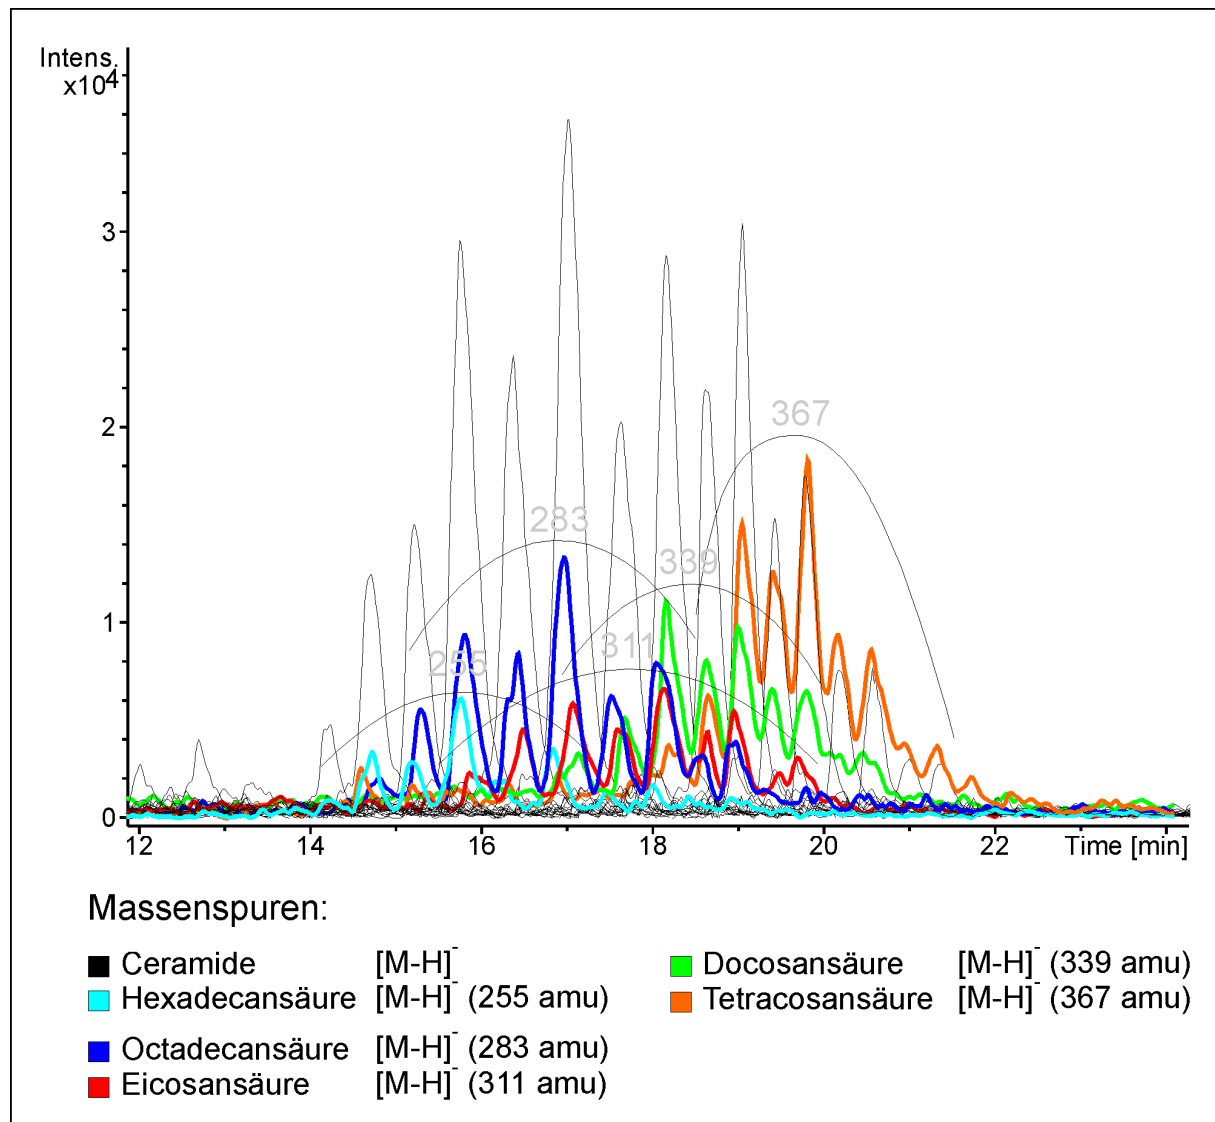 Intens.
x10⁴
3
367
2
283
339
1
311
255
0
12 14 16 18 20 22 Time [min]
Massenspuren:
Ceramide [M-H]⁻ Docosansäure [M-H]⁻ (339 amu)
Hexadecansäure [M-H]⁻ (255 amu) Tetracosansäure [M-H]⁻ (367 amu)
Octadecansäure [M-H]⁻ (283 amu)
Eicosansäure [M-H]⁻ (311 amu)